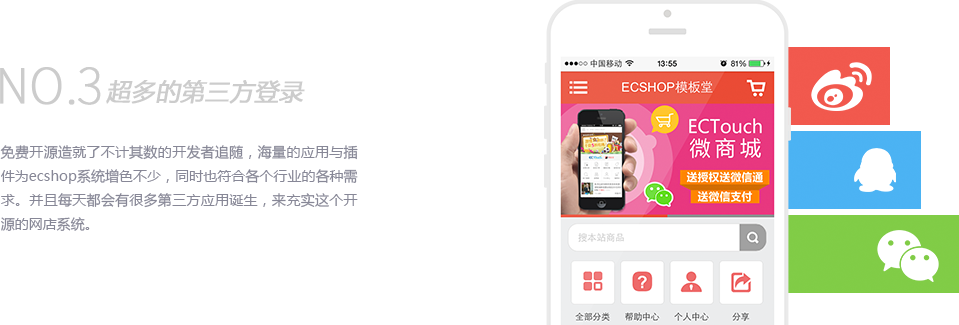 NO.3 超多的第三方登录
免费开源造就了不计其数的开发者追随，海量的应用与插
件为ecshop系统增色不少，同时也符合各个行业的各种需
求。并且每天都会有很多第三方应用诞生，来充实这个开
源的网店系统。
中国移动 13:55 81%
ECSHOP模板堂
ECTouch
微商城
送授权送微信通
送微信支付
搜本站商品
全部分类 帮助中心 个人中心 分享